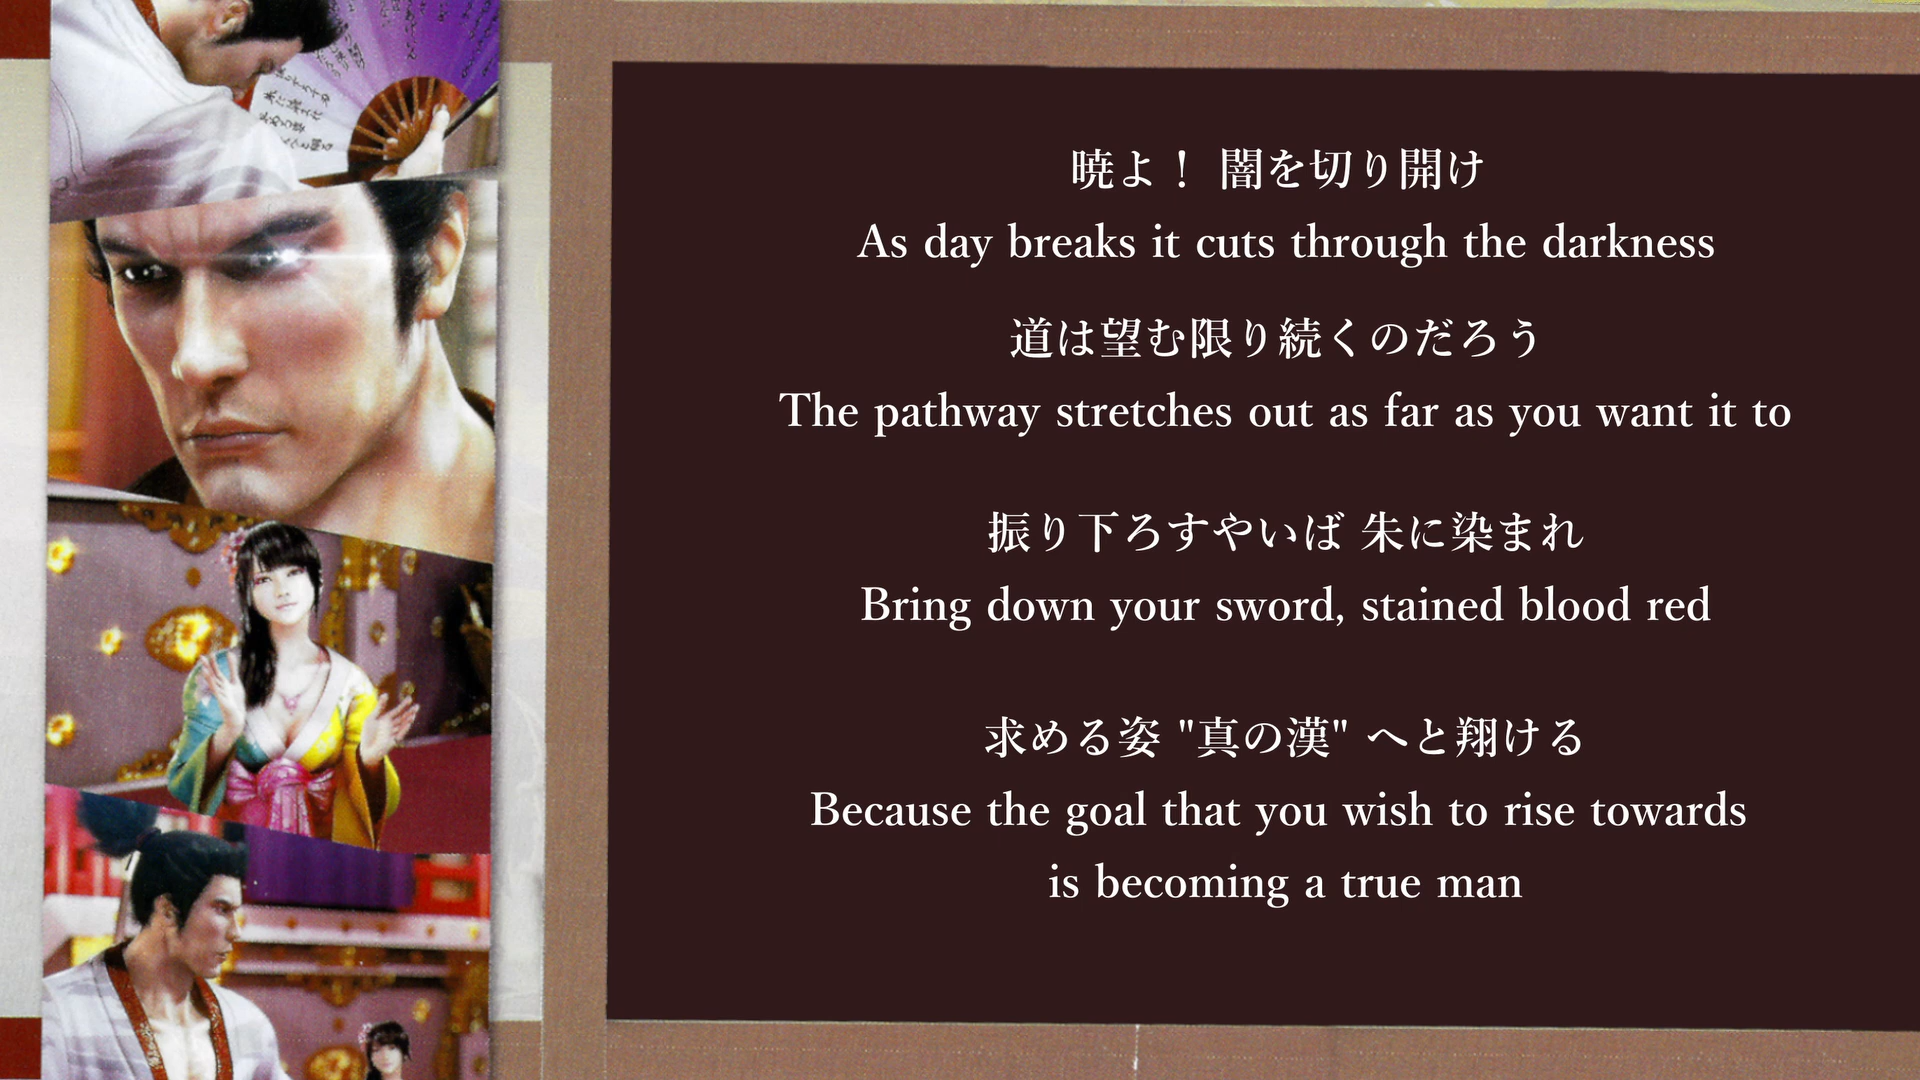 暁よ！ 闇を切り開け
As day breaks it cuts through the darkness
道は望む限り続くのだろう
The pathway stretches out as far as you want it to
振り下ろすやいば 朱に染まれ
Bring down your sword, stained blood red
求める姿 "真の漢" へと翔ける
Because the goal that you wish to rise towards
is becoming a true man